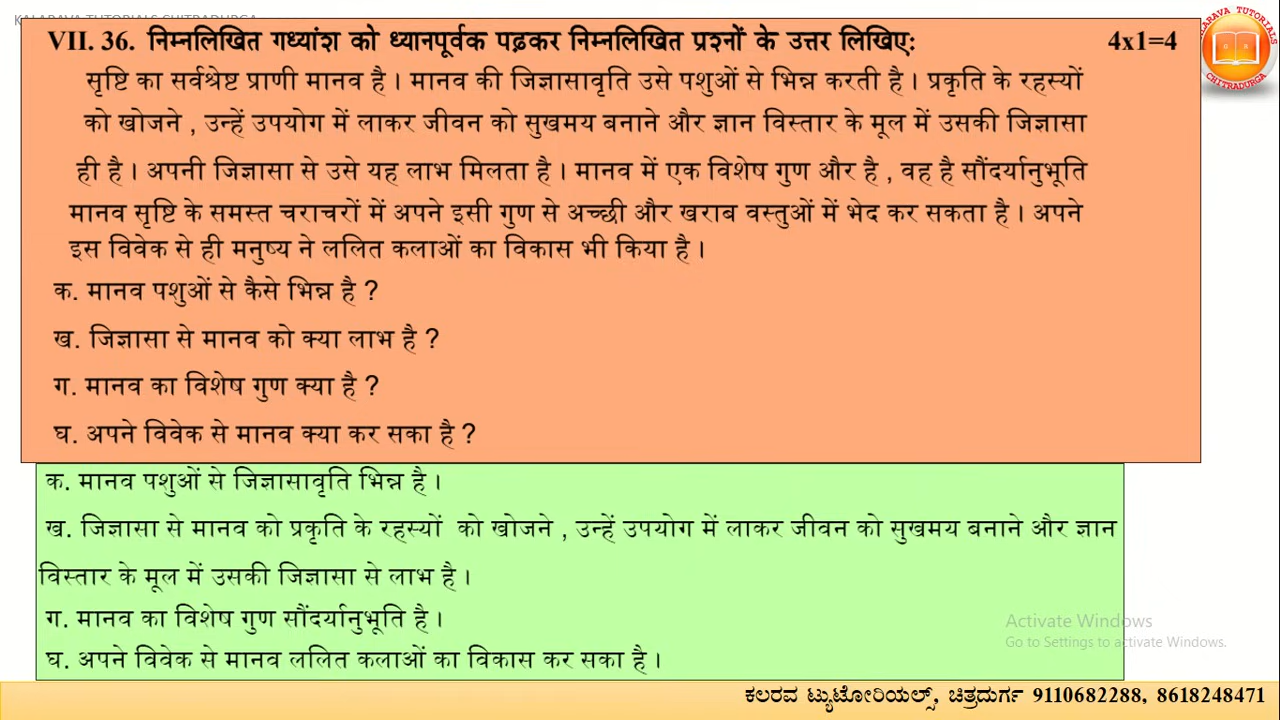 KALARAVA TUTORIALS CHITRADURGA
VII. 36. निम्नलिखित गध्यांश को ध्यानपूर्वक पढ़कर निम्नलिखित प्रश्नों के उत्तर लिखिए: 4x1=4
सृष्टि का सर्वश्रेष्ट प्राणी मानव है । मानव की जिज्ञासावृति उसे पशुओं से भिन्न करती है । प्रकृति के रहस्यों
को खोजने , उन्हें उपयोग में लाकर जीवन को सुखमय बनाने और ज्ञान विस्तार के मूल में उसकी जिज्ञासा
ही है । अपनी जिज्ञासा से उसे यह लाभ मिलता है । मानव में एक विशेष गुण और है , वह है सौंदर्यानुभूति
मानव सृष्टि के समस्त चराचरों में अपने इसी गुण से अच्छी और खराब वस्तुओं में भेद कर सकता है । अपने
इस विवेक से ही मनुष्य ने ललित कलाओं का विकास भी किया है ।
क. मानव पशुओं से कैसे भिन्न है ?
ख. जिज्ञासा से मानव को क्या लाभ है ?
ग. मानव का विशेष गुण क्या है ?
घ. अपने विवेक से मानव क्या कर सका है ?
क. मानव पशुओं से जिज्ञासावृति भिन्न है ।
ख. जिज्ञासा से मानव को प्रकृति के रहस्यों को खोजने , उन्हें उपयोग में लाकर जीवन को सुखमय बनाने और ज्ञान
विस्तार के मूल में उसकी जिज्ञासा से लाभ है ।
ग. मानव का विशेष गुण सौंदर्यानुभूति है ।
घ. अपने विवेक से मानव ललित कलाओं का विकास कर सका है ।
Activate Windows
Go to Settings to activate Windows.
ಕಲರವ ಟ್ಯುಟೋರಿಯಲ್ಸ್, ಚಿತ್ರದುರ್ಗ 9110682288, 8618248471
CHITRADURGA